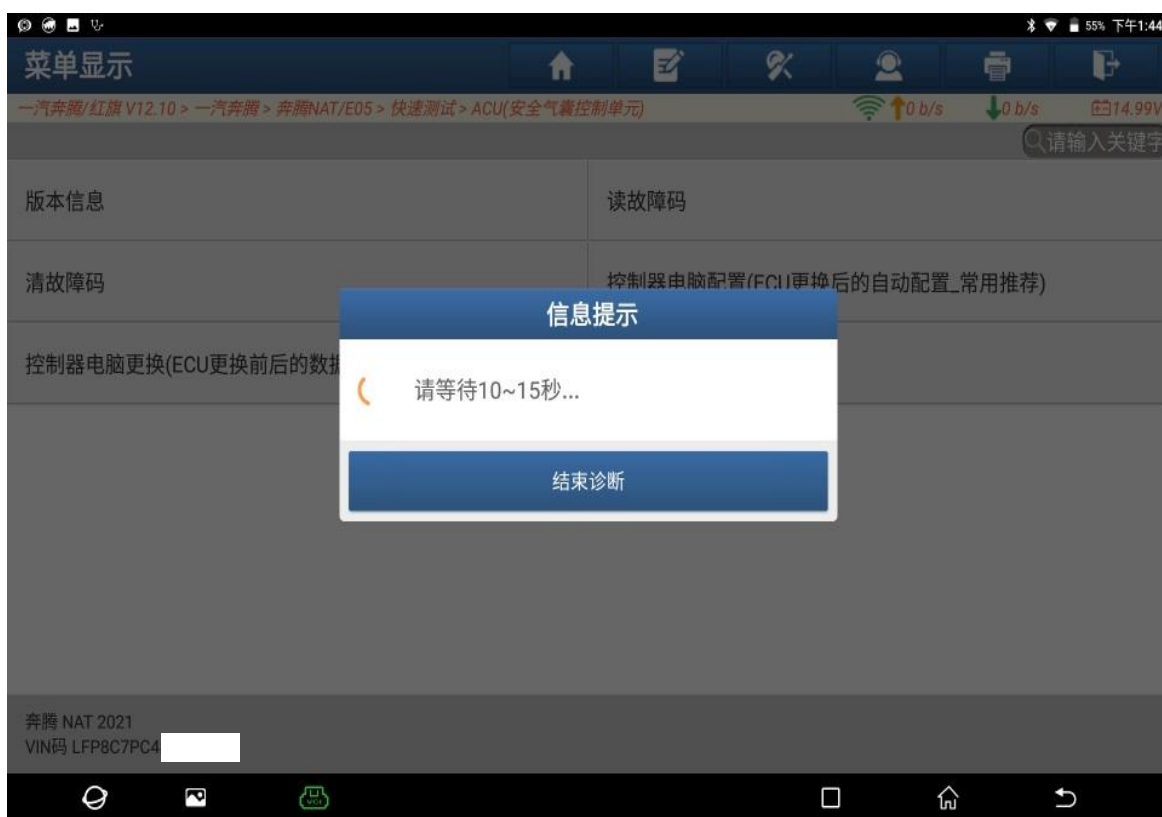 55% 下午1:44
菜单显示
一汽奔腾/红旗 V12.10 > 一汽奔腾 > 奔腾NAT/E05 > 快速测试 > ACU(安全气囊控制单元)
0 b/s 0 b/s 14.99V
请输入关键字
版本信息 读故障码
清故障码 控制器电脑配置(ECU更换后的自动配置_常用推荐)
信息提示
控制器电脑更换(ECU更换前后的数据
请等待10~15秒...
结束诊断
奔腾 NAT 2021
VIN码 LFP8C7PC4
VCI